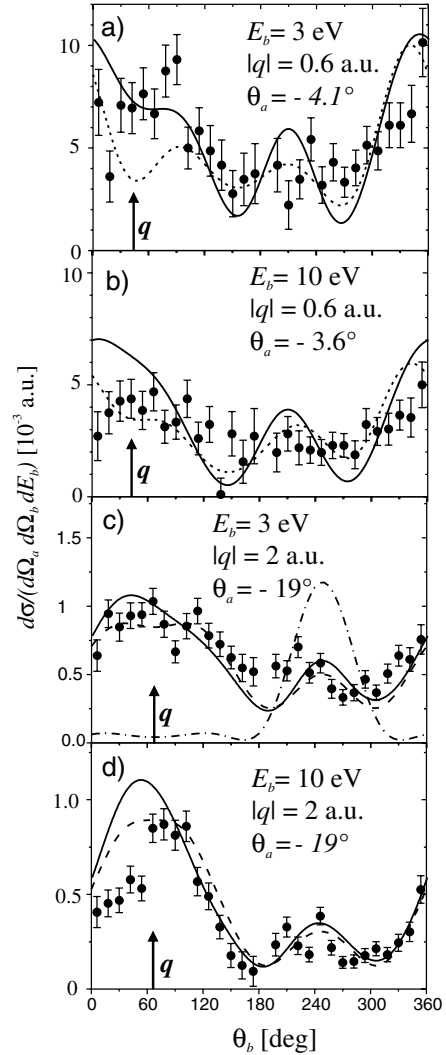 a)
E_b= 3 eV
|q| = 0.6 a.u.
θ_a = - 4.1°
10
5
0
q
b)
E_b= 10 eV
|q| = 0.6 a.u.
θ_a = - 3.6°
10
5
0
q
c)
E_b= 3 eV
|q| = 2 a.u.
θ_a = - 19°
1.5
1.0
0.5
0.0
q
d)
E_b= 10 eV
|q| = 2 a.u.
θ_a = - 19°
1.0
0.5
0
q
0 60 120 180 240 300 360
θ_b [deg]
dσ/(dΩ_a dΩ_b dE_b) [10⁻³ a.u.]